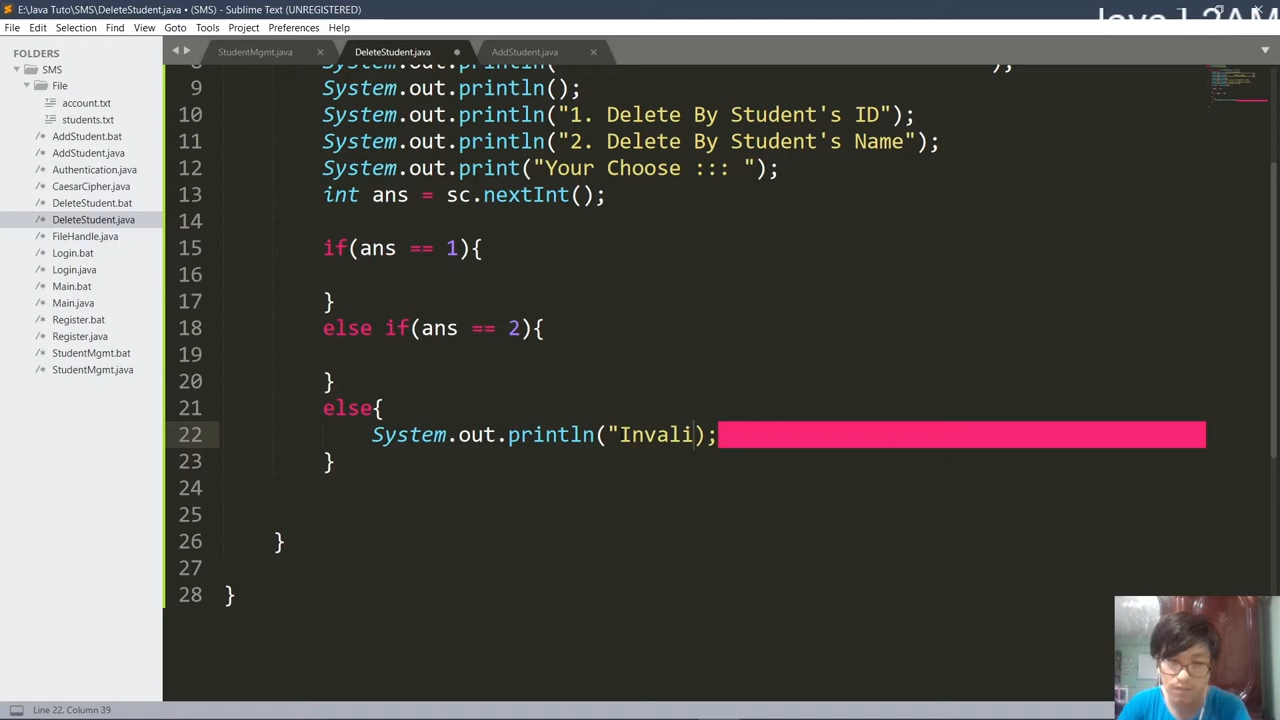 E:\Java Tuto\SMS\DeleteStudent.java • (SMS) - Sublime Text (UNREGISTERED)
File Edit Selection Find View Goto Tools Project Preferences Help
FOLDERS
SMS
File
account.txt
students.txt
AddStudent.bat
AddStudent.java
Authentication.java
CaesarCipher.java
DeleteStudent.bat
DeleteStudent.java
FileHandle.java
Login.bat
Login.java
Main.bat
Main.java
Register.bat
Register.java
StudentMgmt.bat
StudentMgmt.java
StudentMgmt.java DeleteStudent.java AddStudent.java
System.out.println(" ");
9 System.out.println();
10 System.out.println("1. Delete By Student's ID");
11 System.out.println("2. Delete By Student's Name");
12 System.out.print("Your Choose ::: ");
13 int ans = sc.nextInt();
14
15 if(ans == 1){
16
17 }
18 else if(ans == 2){
19
20 }
21 else{
22 System.out.println("Invali);
23 }
24
25
26 }
27
28 }
Line 22, Column 39